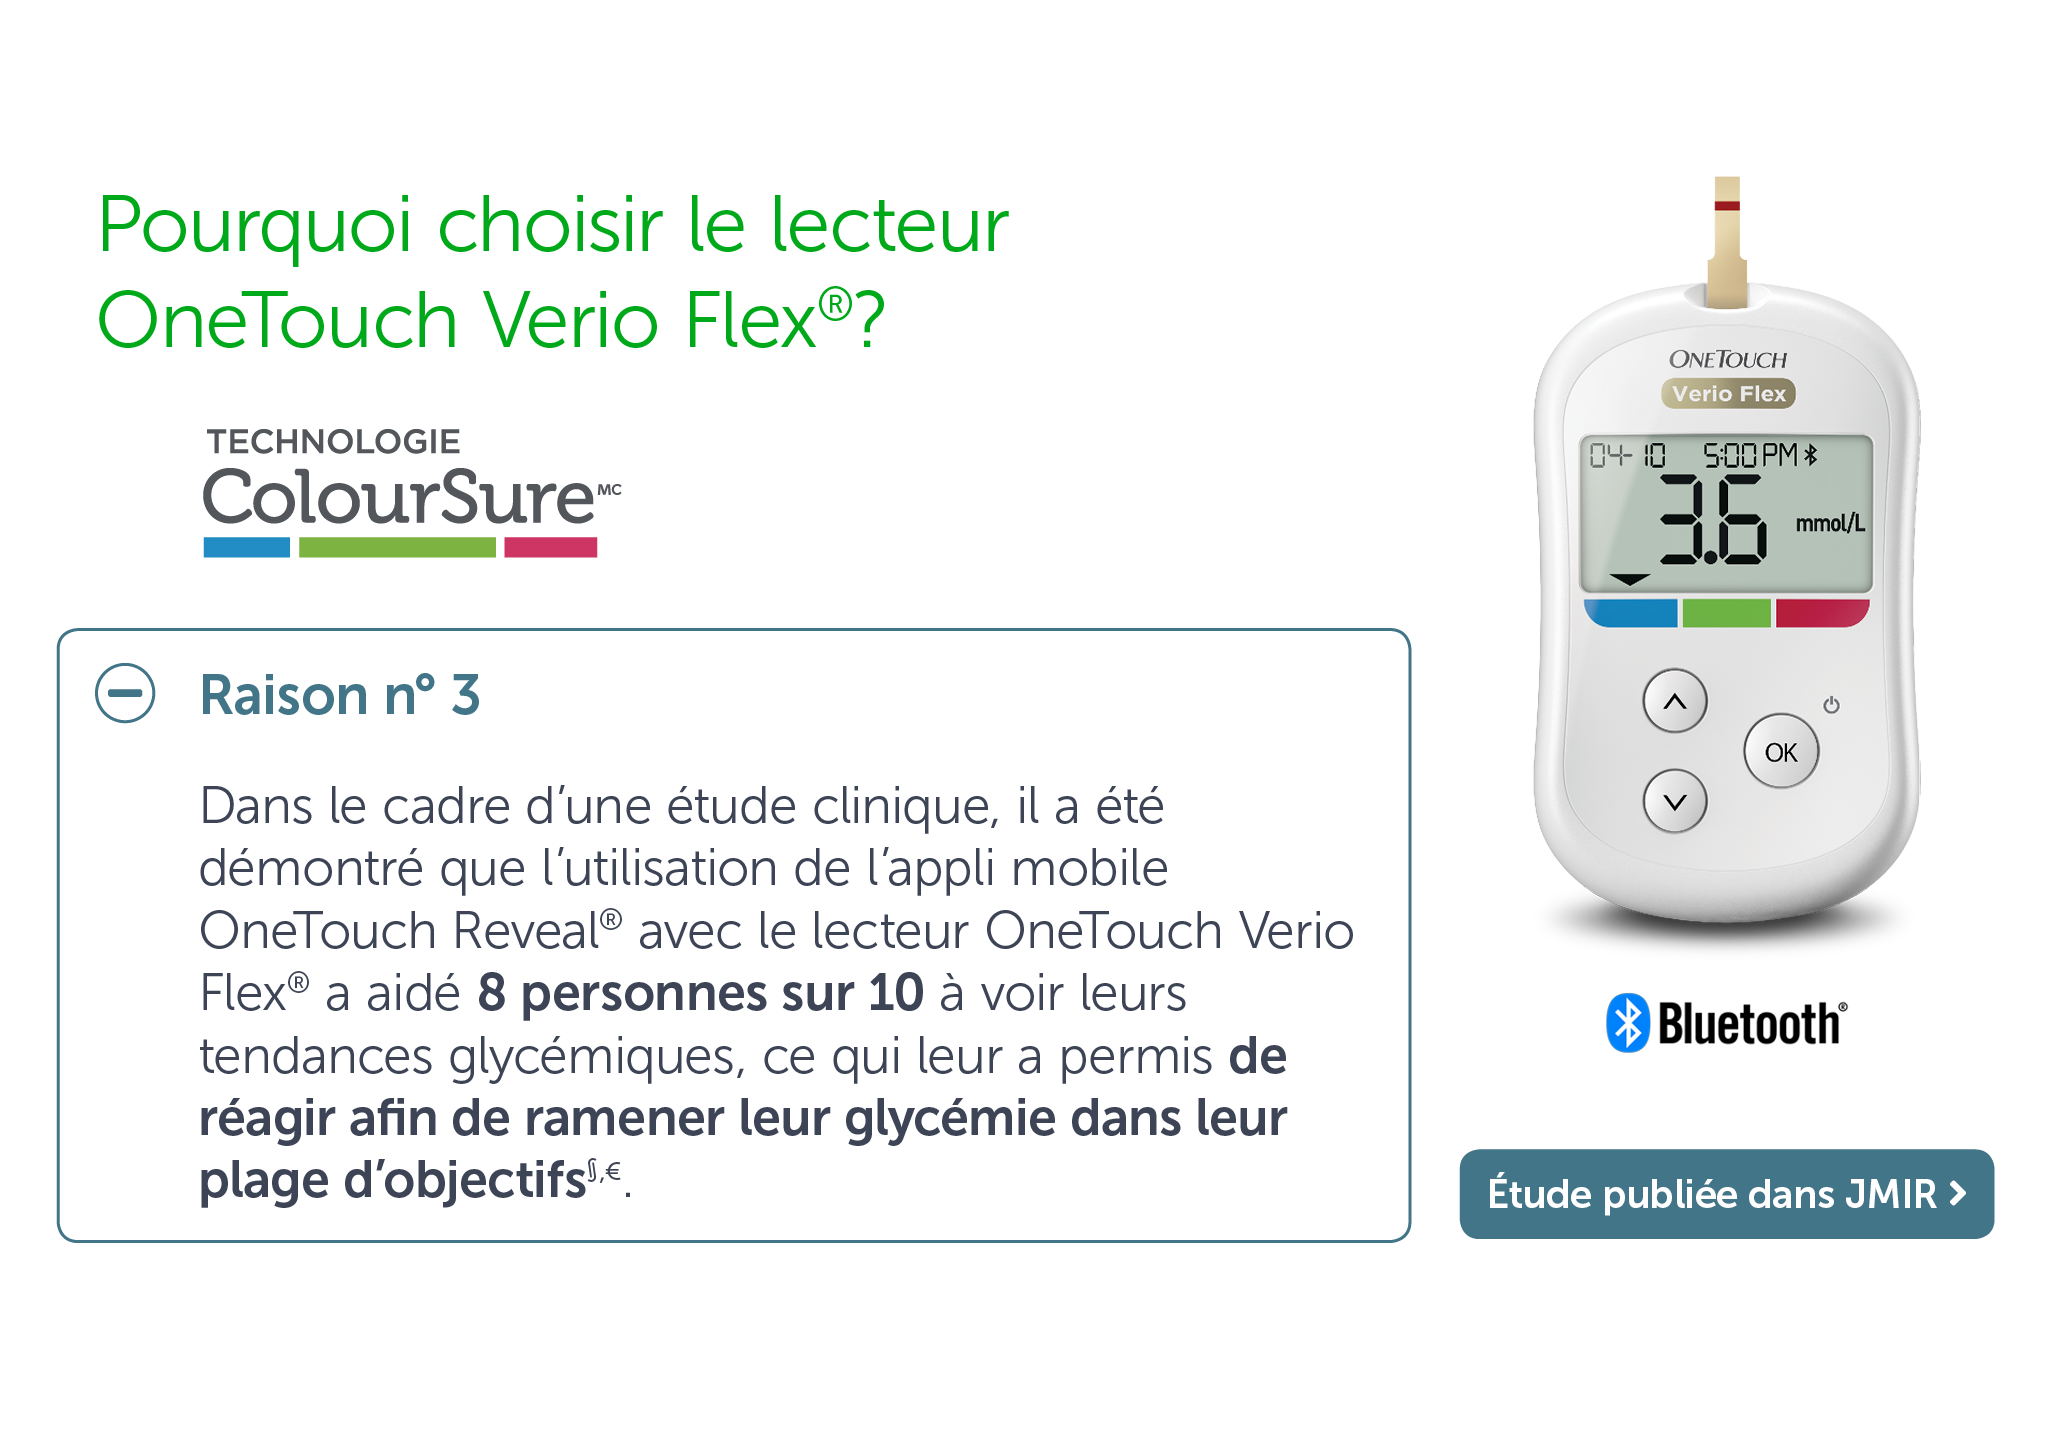 Pourquoi choisir le lecteur
OneTouch Verio Flex®?
TECHNOLOGIE
ColourSure MC
Raison n° 3
Dans le cadre d’une étude clinique, il a été
démontré que l’utilisation de l’appli mobile
OneTouch Reveal® avec le lecteur OneTouch Verio
Flex® a aidé 8 personnes sur 10 à voir leurs
tendances glycémiques, ce qui leur a permis de
réagir afin de ramener leur glycémie dans leur
plage d’objectifs§,€.
ONETOUCH
Verio Flex
04-10 5:00 PM
3.6 mmol/L
OK
Bluetooth®
Étude publiée dans JMIR >